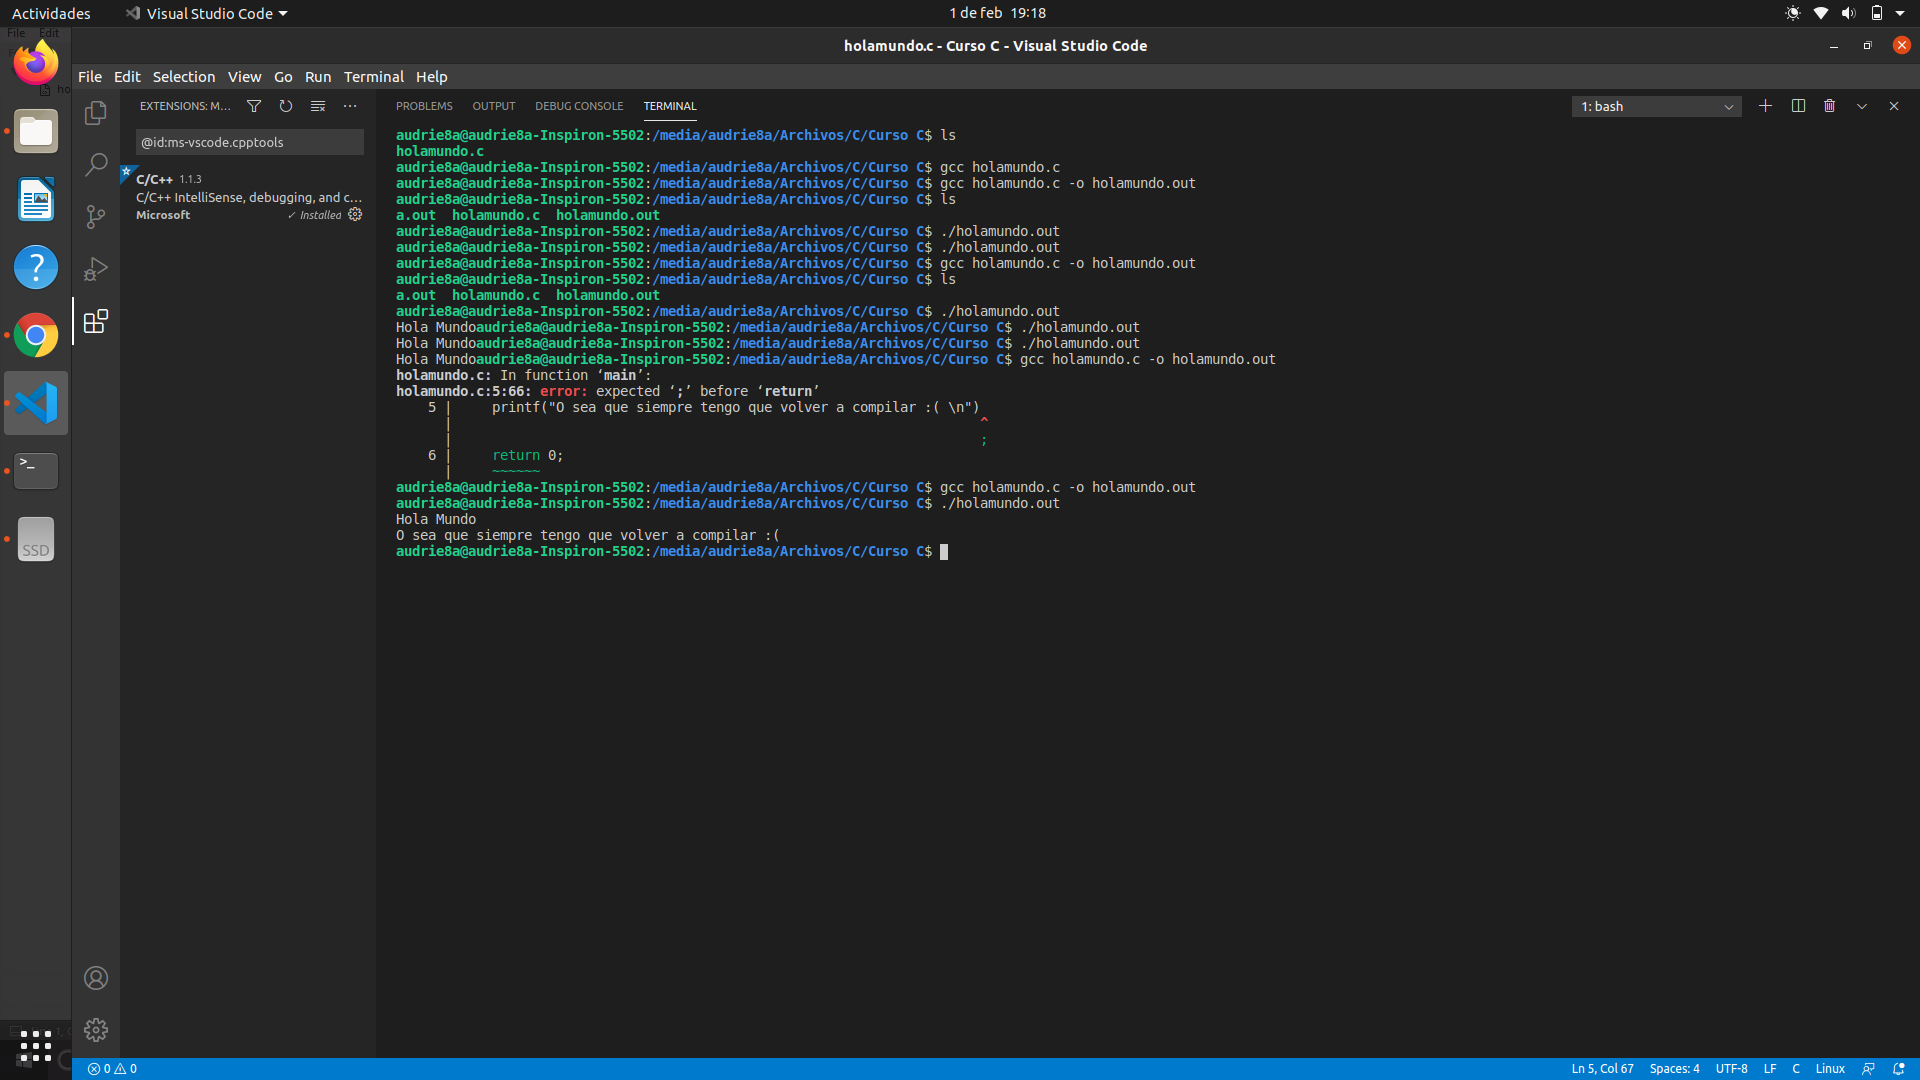 Actividades
Visual Studio Code
1 de feb 19:18
File Edit
holamundo.c - Curso C - Visual Studio Code
File Edit Selection View Go Run Terminal Help
ho
EXTENSIONS: M...
PROBLEMS OUTPUT DEBUG CONSOLE TERMINAL
1: bash
@id:ms-vscode.cpptools
C/C++ 1.1.3
C/C++ IntelliSense, debugging, and c...
Microsoft
✓ Installed
audrie8a@audrie8a-Inspiron-5502:/media/audrie8a/Archivos/C/Curso C$ ls
holamundo.c
audrie8a@audrie8a-Inspiron-5502:/media/audrie8a/Archivos/C/Curso C$ gcc holamundo.c
audrie8a@audrie8a-Inspiron-5502:/media/audrie8a/Archivos/C/Curso C$ gcc holamundo.c -o holamundo.out
audrie8a@audrie8a-Inspiron-5502:/media/audrie8a/Archivos/C/Curso C$ ls
a.out  holamundo.c  holamundo.out
audrie8a@audrie8a-Inspiron-5502:/media/audrie8a/Archivos/C/Curso C$ ./holamundo.out
audrie8a@audrie8a-Inspiron-5502:/media/audrie8a/Archivos/C/Curso C$ ./holamundo.out
audrie8a@audrie8a-Inspiron-5502:/media/audrie8a/Archivos/C/Curso C$ gcc holamundo.c -o holamundo.out
audrie8a@audrie8a-Inspiron-5502:/media/audrie8a/Archivos/C/Curso C$ ls
a.out  holamundo.c  holamundo.out
audrie8a@audrie8a-Inspiron-5502:/media/audrie8a/Archivos/C/Curso C$ ./holamundo.out
Hola Mundoaudrie8a@audrie8a-Inspiron-5502:/media/audrie8a/Archivos/C/Curso C$ ./holamundo.out
Hola Mundoaudrie8a@audrie8a-Inspiron-5502:/media/audrie8a/Archivos/C/Curso C$ ./holamundo.out
Hola Mundoaudrie8a@audrie8a-Inspiron-5502:/media/audrie8a/Archivos/C/Curso C$ gcc holamundo.c -o holamundo.out
holamundo.c: In function ‘main’:
holamundo.c:5:66: error: expected ‘;’ before ‘return’
    5 |     printf("O sea que siempre tengo que volver a compilar :( \n")
      |                                                                  ^
      |                                                                  ;
    6 |     return 0;
      |     ~~~~~~
audrie8a@audrie8a-Inspiron-5502:/media/audrie8a/Archivos/C/Curso C$ gcc holamundo.c -o holamundo.out
audrie8a@audrie8a-Inspiron-5502:/media/audrie8a/Archivos/C/Curso C$ ./holamundo.out
Hola Mundo
O sea que siempre tengo que volver a compilar :(
audrie8a@audrie8a-Inspiron-5502:/media/audrie8a/Archivos/C/Curso C$
SSD
0 0
Ln 5, Col 67 Spaces: 4 UTF-8 LF C Linux